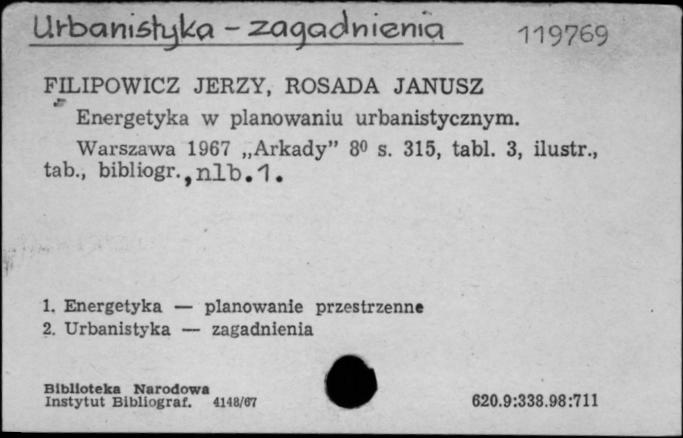 Urbanistyka - zagadnienia 119769
FILIPOWICZ JERZY, ROSADA JANUSZ
Energetyka w planowaniu urbanistycznym.
Warszawa 1967 „Arkady” 8⁰ s. 315, tabl. 3, ilustr.,
tab., bibliogr., nlb.1.
1. Energetyka — planowanie przestrzenne
2. Urbanistyka — zagadnienia
Biblioteka Narodowa
Instytut Bibliograf. 4148/67 620.9:338.98:711